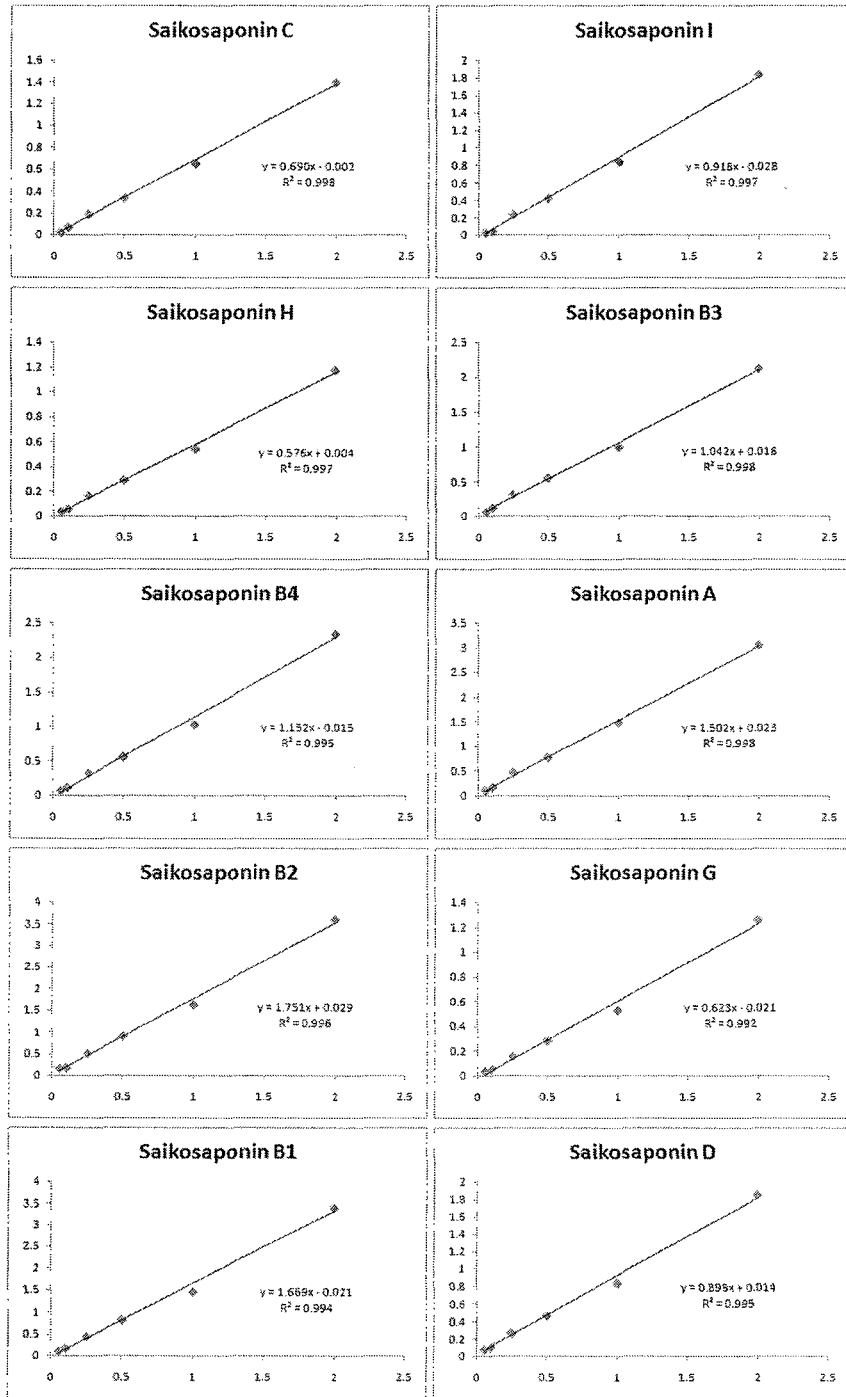 Saikosaponin C
1.6
1.4
1.2
1
0.8
0.6
0.4
0.2
0
y = 0.690x - 0.002
R² = 0.998
0 0.5 1 1.5 2 2.5
Saikosaponin I
2
1.8
1.6
1.4
1.2
1
0.8
0.6
0.4
0.2
0
y = 0.918x - 0.028
R² = 0.997
0 0.5 1 1.5 2 2.5
Saikosaponin H
1.4
1.2
1
0.8
0.6
0.4
0.2
0
y = 0.576x + 0.004
R² = 0.997
0 0.5 1 1.5 2 2.5
Saikosaponin B3
2.5
2
1.5
1
0.5
0
y = 1.042x + 0.016
R² = 0.998
0 0.5 1 1.5 2 2.5
Saikosaponin B4
2.5
2
1.5
1
0.5
0
y = 1.152x - 0.015
R² = 0.995
0 0.5 1 1.5 2 2.5
Saikosaponin A
3.5
3
2.5
2
1.5
1
0.5
0
y = 1.502x + 0.023
R² = 0.998
0 0.5 1 1.5 2 2.5
Saikosaponin B2
4
3.5
3
2.5
2
1.5
1
0.5
0
y = 1.751x + 0.029
R² = 0.996
0 0.5 1 1.5 2 2.5
Saikosaponin G
1.4
1.2
1
0.8
0.6
0.4
0.2
0
y = 0.623x - 0.021
R² = 0.992
0 0.5 1 1.5 2 2.5
Saikosaponin B1
4
3.5
3
2.5
2
1.5
1
0.5
0
y = 1.669x - 0.021
R² = 0.994
0 0.5 1 1.5 2 2.5
Saikosaponin D
2
1.8
1.6
1.4
1.2
1
0.8
0.6
0.4
0.2
0
y = 0.898x + 0.014
R² = 0.995
0 0.5 1 1.5 2 2.5